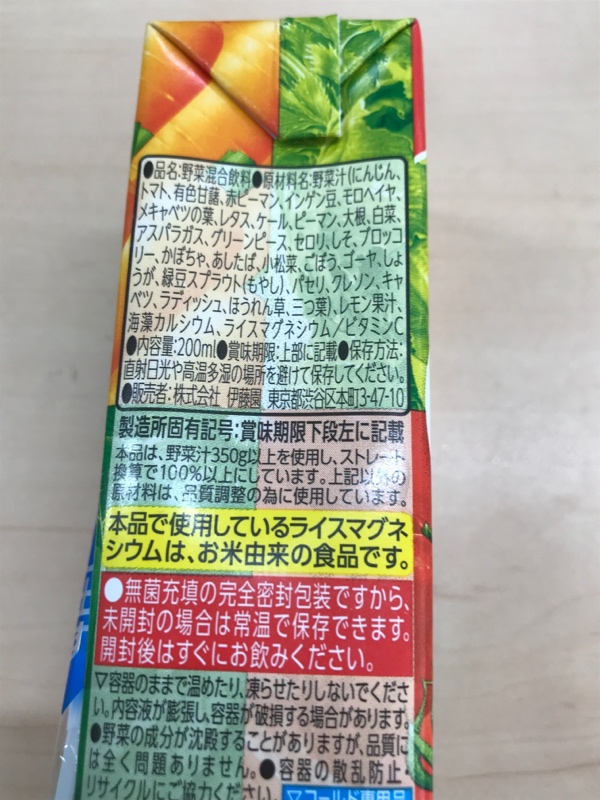 ●品名:野菜混合飲料●原材料名:野菜汁(にんじん、
トマト、有色甘藷、赤ピーマン、インゲン豆、モロヘイヤ、
メキャベツの葉、レタス、ケール、ピーマン、大根、白菜、
アスパラガス、グリーンピース、セロリ、しそ、ブロッコ
リー、かぼちゃ、あしたば、小松菜、ごぼう、ゴーヤ、しょ
うが、緑豆スプラウト(もやし)、パセリ、クレソン、キャ
ベツ、ラディッシュ、ほうれん草、三つ葉)、レモン果汁、
海藻カルシウム、ライスマグネシウム/ビタミンC
●内容量:200ml●賞味期限:上部に記載●保存方法:
直射日光や高温多湿の場所を避けて保存してください。
●販売者:株式会社 伊藤園 東京都渋谷区本町3-47-10
製造所固有記号:賞味期限下段左に記載
本品は、野菜汁350g以上を使用し、ストレート
換算で100%以上にしています。上記以外の
原材料は、品質調整の為に使用しています。
本品で使用しているライスマグネ
シウムは、お米由来の食品です。
●無菌充填の完全密封包装ですから、
未開封の場合は常温で保存できます。
開封後はすぐにお飲みください。
▽容器のままで温めたり、凍らせたりしないでくださ
い。内容液が膨張し、容器が破損する場合があります。
●野菜の成分が沈殿することがありますが、品質に
は全く問題ありません。●容器の散乱防止・
リサイクルにご協力ください。
▽コールド専用品